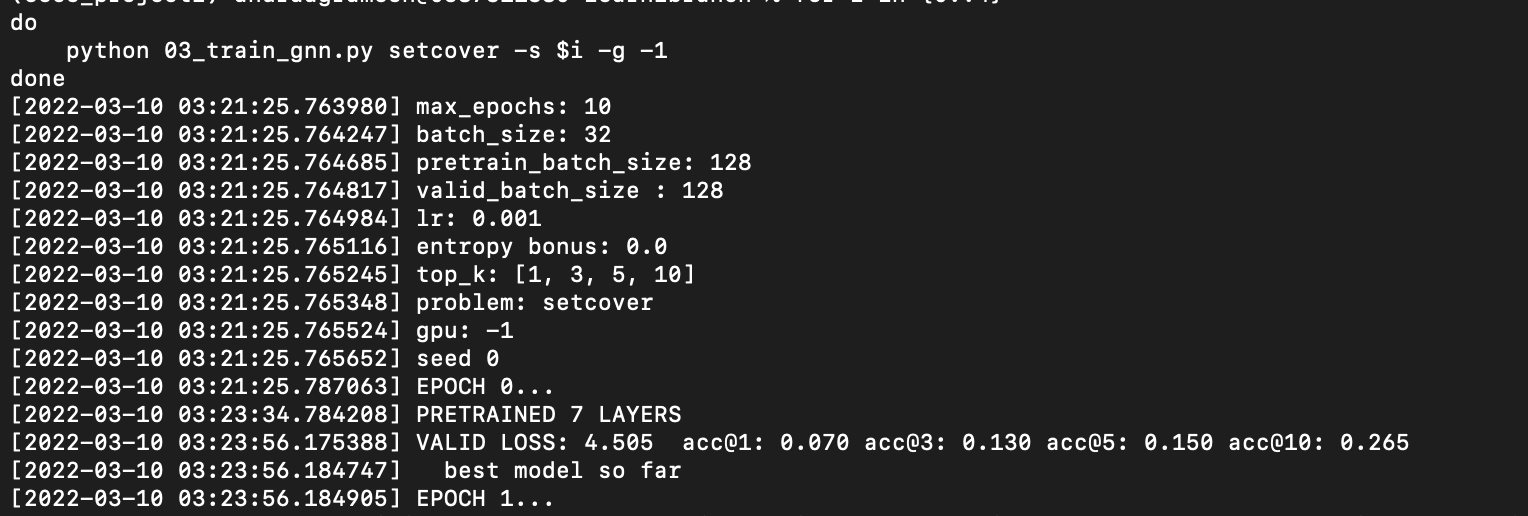 do
    python 03_train_gnn.py setcover -s $i -g -1
done
[2022-03-10 03:21:25.763980] max_epochs: 10
[2022-03-10 03:21:25.764247] batch_size: 32
[2022-03-10 03:21:25.764685] pretrain_batch_size: 128
[2022-03-10 03:21:25.764817] valid_batch_size : 128
[2022-03-10 03:21:25.764984] lr: 0.001
[2022-03-10 03:21:25.765116] entropy bonus: 0.0
[2022-03-10 03:21:25.765245] top_k: [1, 3, 5, 10]
[2022-03-10 03:21:25.765348] problem: setcover
[2022-03-10 03:21:25.765524] gpu: -1
[2022-03-10 03:21:25.765652] seed 0
[2022-03-10 03:21:25.787063] EPOCH 0...
[2022-03-10 03:23:34.784208] PRETRAINED 7 LAYERS
[2022-03-10 03:23:56.175388] VALID LOSS: 4.505  acc@1: 0.070 acc@3: 0.130 acc@5: 0.150 acc@10: 0.265
[2022-03-10 03:23:56.184747]   best model so far
[2022-03-10 03:23:56.184905] EPOCH 1...